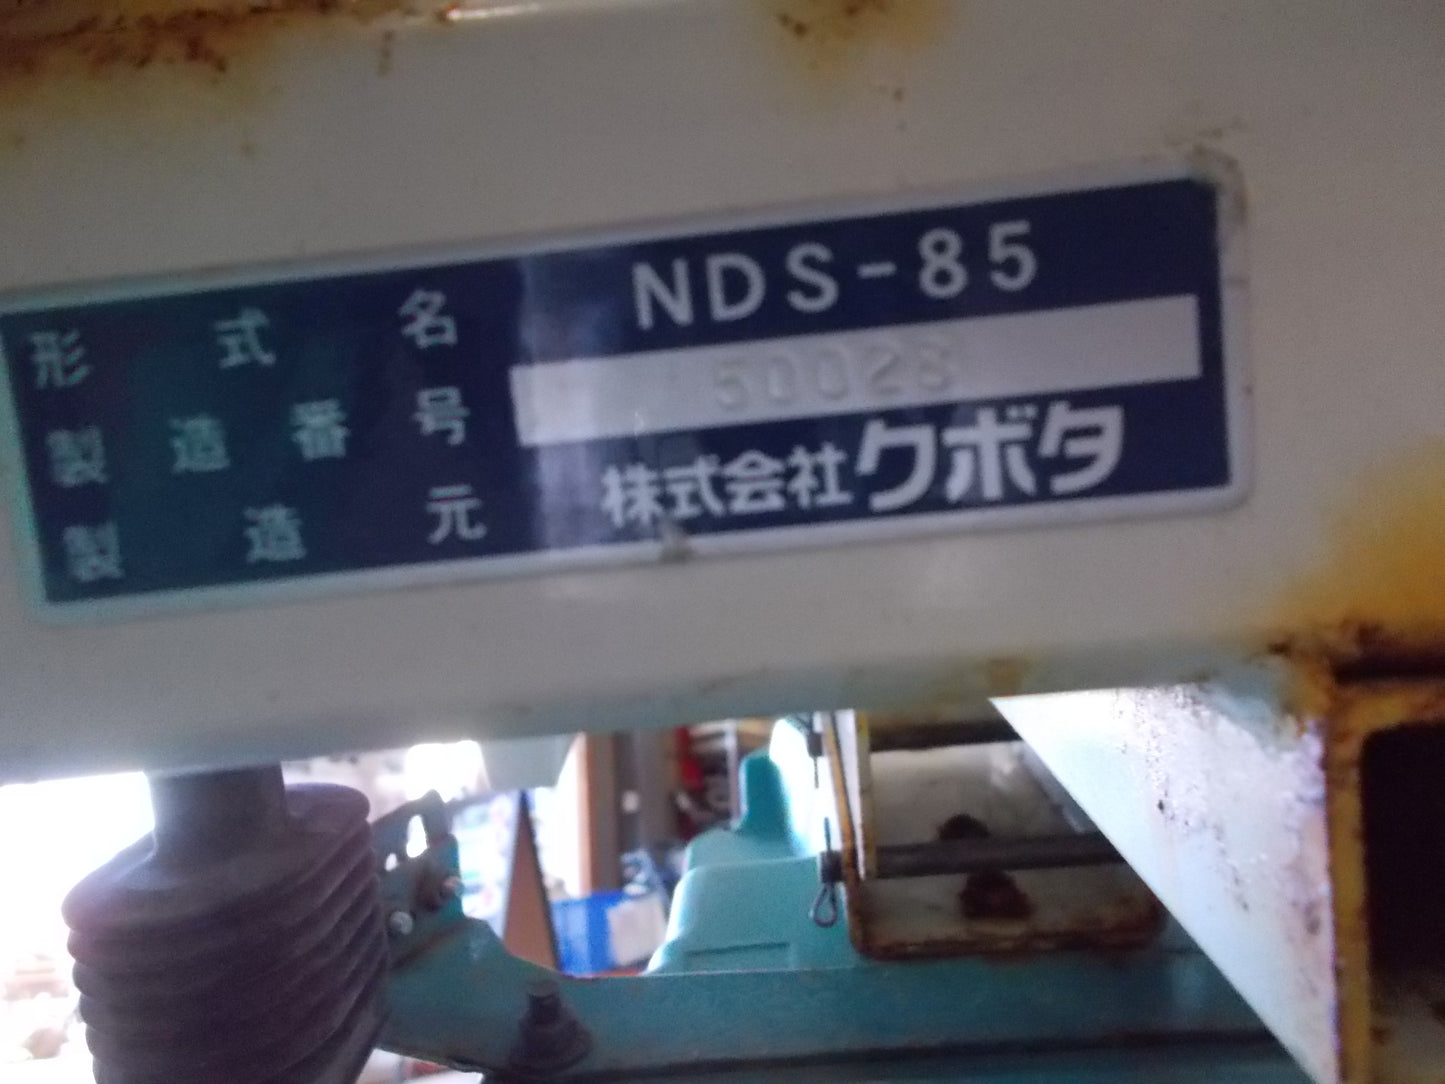 形式名 NDS-85
製造番号 50028
製造元 株式会社クボタ